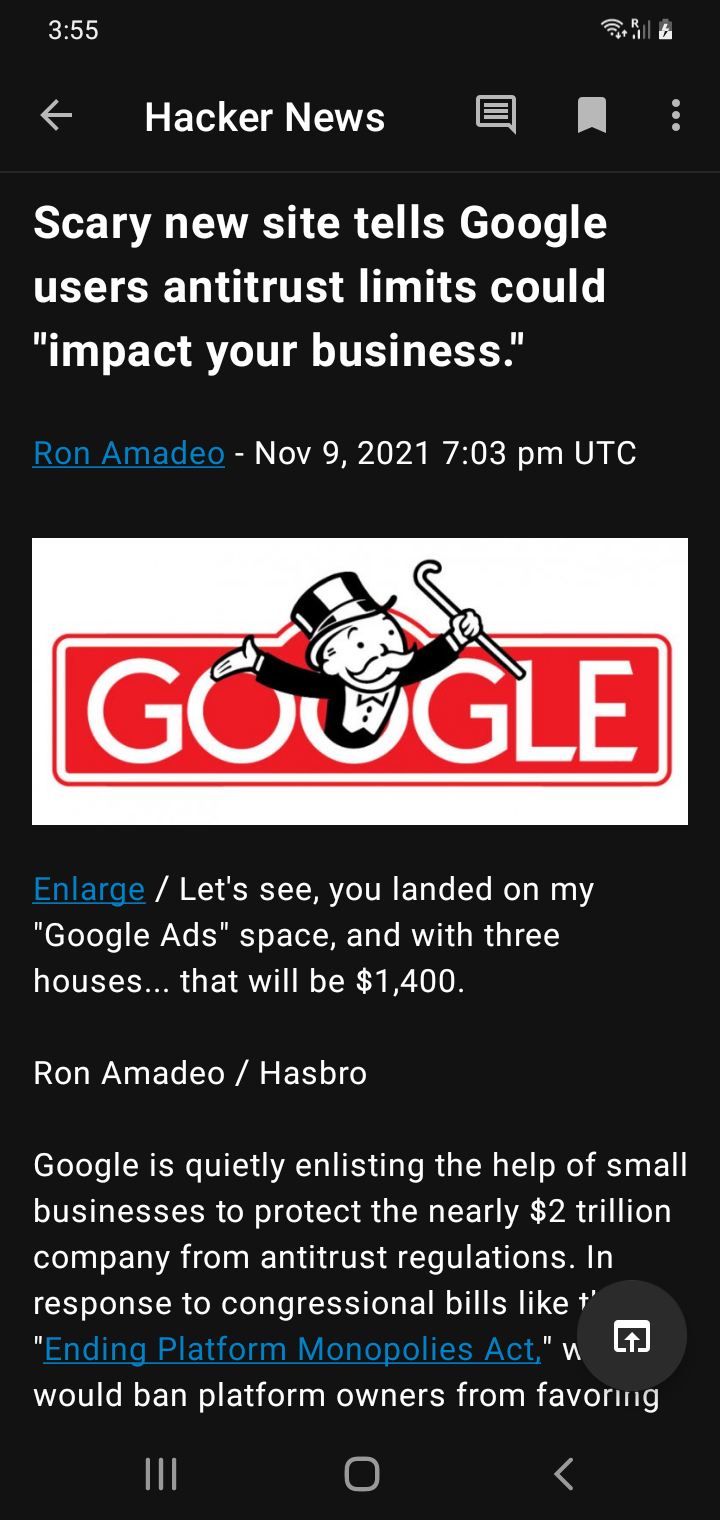 3:55
R
Hacker News
Scary new site tells Google
users antitrust limits could
"impact your business."
Ron Amadeo - Nov 9, 2021 7:03 pm UTC
GOOGLE
Enlarge / Let's see, you landed on my
"Google Ads" space, and with three
houses... that will be $1,400.
Ron Amadeo / Hasbro
Google is quietly enlisting the help of small
businesses to protect the nearly $2 trillion
company from antitrust regulations. In
response to congressional bills like
"Ending Platform Monopolies Act,"
would ban platform owners from favoring